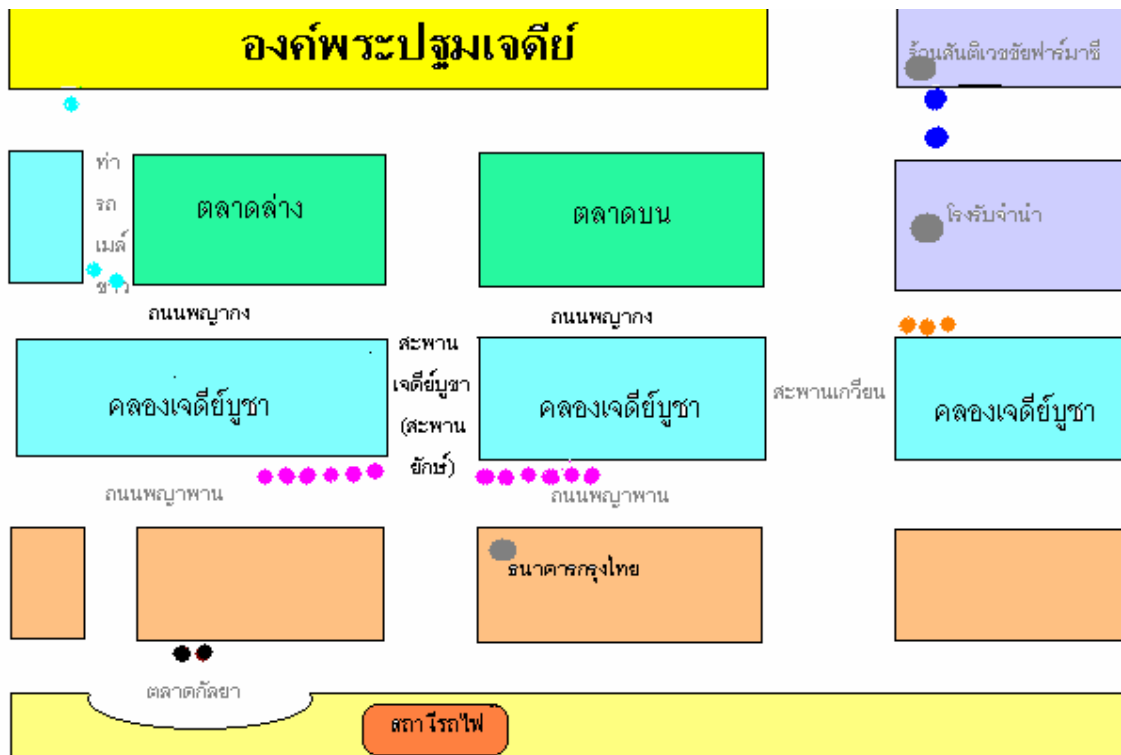 องค์พระปฐมเจดีย์
ร้านสันติเวชชัยฟาร์มาซี
ท่า
รถ
เมล์
ขาว
ตลาดล่าง
ตลาดบน
โรงรับจำนำ
ถนนพญากง
ถนนพญากง
คลองเจดีย์บูชา
สะพาน
เจดีย์บูชา
(สะพาน
ยักษ์)
คลองเจดีย์บูชา
สะพานเกวียน
คลองเจดีย์บูชา
ถนนพญาพาน
ถนนพญาพาน
ธนาคารกรุงไทย
ตลาดกัลยา
สถานีรถไฟ